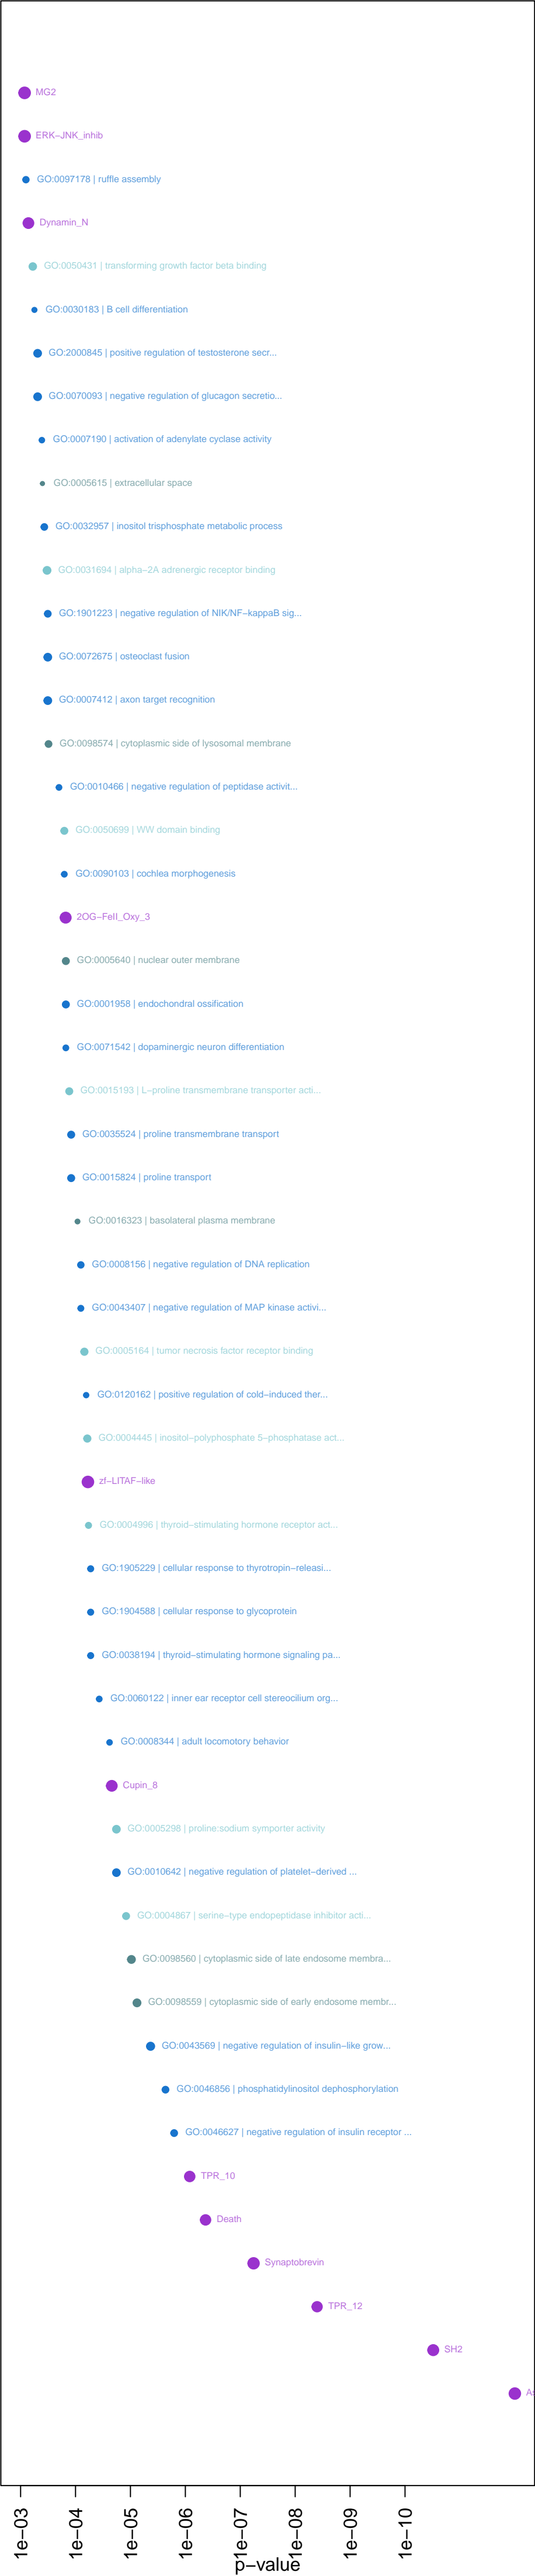 MG2
ERK−JNK_inhib
GO:0097178 | ruffle assembly
Dynamin_N
GO:0050431 | transforming growth factor beta binding
GO:0030183 | B cell differentiation
GO:2000845 | positive regulation of testosterone secr...
GO:0070093 | negative regulation of glucagon secretio...
GO:0007190 | activation of adenylate cyclase activity
GO:0005615 | extracellular space
GO:0032957 | inositol trisphosphate metabolic process
GO:0031694 | alpha−2A adrenergic receptor binding
GO:1901223 | negative regulation of NIK/NF−kappaB sig...
GO:0072675 | osteoclast fusion
GO:0007412 | axon target recognition
GO:0098574 | cytoplasmic side of lysosomal membrane
GO:0010466 | negative regulation of peptidase activit...
GO:0050699 | WW domain binding
GO:0090103 | cochlea morphogenesis
2OG−FeII_Oxy_3
GO:0005640 | nuclear outer membrane
GO:0001958 | endochondral ossification
GO:0071542 | dopaminergic neuron differentiation
GO:0015193 | L−proline transmembrane transporter acti...
GO:0035524 | proline transmembrane transport
GO:0015824 | proline transport
GO:0016323 | basolateral plasma membrane
GO:0008156 | negative regulation of DNA replication
GO:0043407 | negative regulation of MAP kinase activi...
GO:0005164 | tumor necrosis factor receptor binding
GO:0120162 | positive regulation of cold−induced ther...
GO:0004445 | inositol−polyphosphate 5−phosphatase act...
zf−LITAF−like
GO:0004996 | thyroid−stimulating hormone receptor act...
GO:1905229 | cellular response to thyrotropin−releasi...
GO:1904588 | cellular response to glycoprotein
GO:0038194 | thyroid−stimulating hormone signaling pa...
GO:0060122 | inner ear receptor cell stereocilium org...
GO:0008344 | adult locomotory behavior
Cupin_8
GO:0005298 | proline:sodium symporter activity
GO:0010642 | negative regulation of platelet−derived ...
GO:0004867 | serine−type endopeptidase inhibitor acti...
GO:0098560 | cytoplasmic side of late endosome membra...
GO:0098559 | cytoplasmic side of early endosome membr...
GO:0043569 | negative regulation of insulin−like grow...
GO:0046856 | phosphatidylinositol dephosphorylation
GO:0046627 | negative regulation of insulin receptor ...
TPR_10
Death
Synaptobrevin
TPR_12
SH2
1e−03
1e−04
1e−05
1e−06
1e−07
1e−08
1e−09
1e−10
p−value